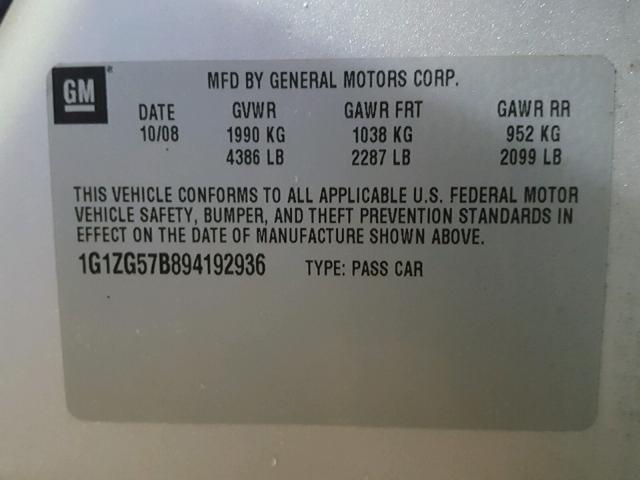 GM
MFD BY GENERAL MOTORS CORP.
DATE GVWR GAWR FRT GAWR RR
10/08 1990 KG 1038 KG 952 KG
4386 LB 2287 LB 2099 LB
THIS VEHICLE CONFORMS TO ALL APPLICABLE U.S. FEDERAL MOTOR
VEHICLE SAFETY, BUMPER, AND THEFT PREVENTION STANDARDS IN
EFFECT ON THE DATE OF MANUFACTURE SHOWN ABOVE.
1G1ZG57B894192936 TYPE: PASS CAR